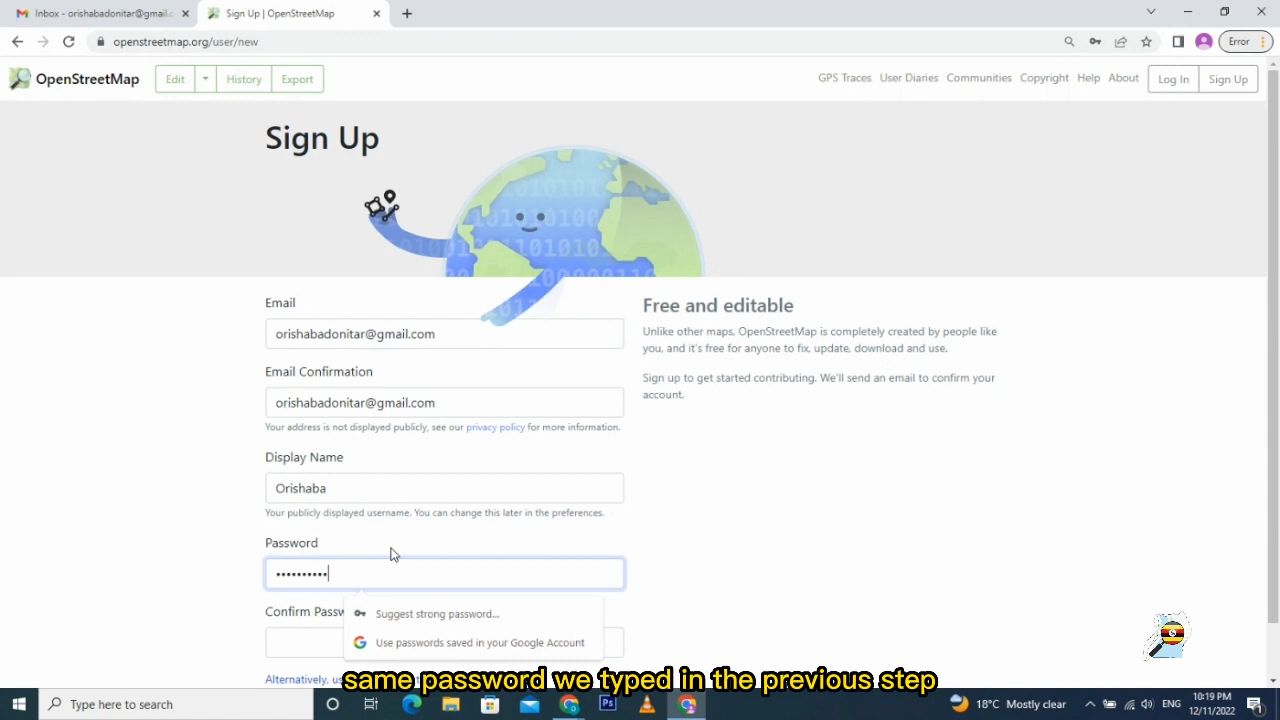 Inbox - orishabadonitar@gmail.c
Sign Up | OpenStreetMap
openstreetmap.org/user/new
Error
OpenStreetMap
Edit
History
Export
GPS Traces
User Diaries
Communities
Copyright
Help
About
Log In
Sign Up
Sign Up
Email
orishabadonitar@gmail.com
Email Confirmation
orishabadonitar@gmail.com
Your address is not displayed publicly, see our privacy policy for more information.
Display Name
Orishaba
Your publicly displayed username. You can change this later in the preferences.
Password
••••••••••
Confirm Passw
Suggest strong password...
Use passwords saved in your Google Account
Alternatively, us
Free and editable
Unlike other maps, OpenStreetMap is completely created by people like
you, and it's free for anyone to fix, update, download and use.
Sign up to get started contributing. We'll send an email to confirm your
account.
same password we typed in the previous step
Type here to search
18°C Mostly clear
ENG
10:19 PM
12/11/2022